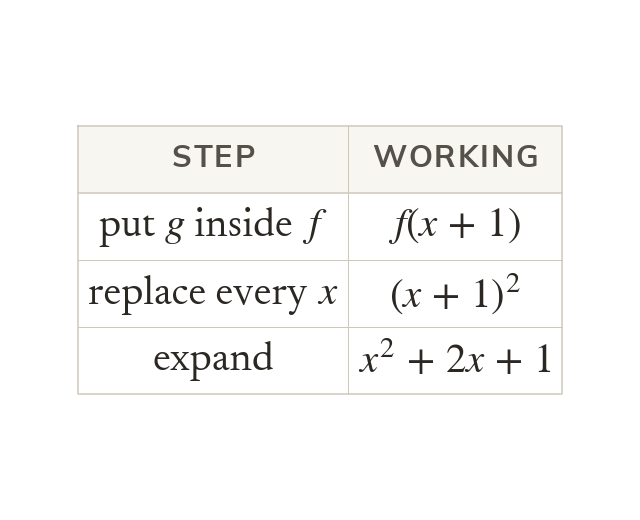 STEP WORKING
put g inside f f(x + 1)
replace every x (x + 1)²
expand x² + 2x + 1